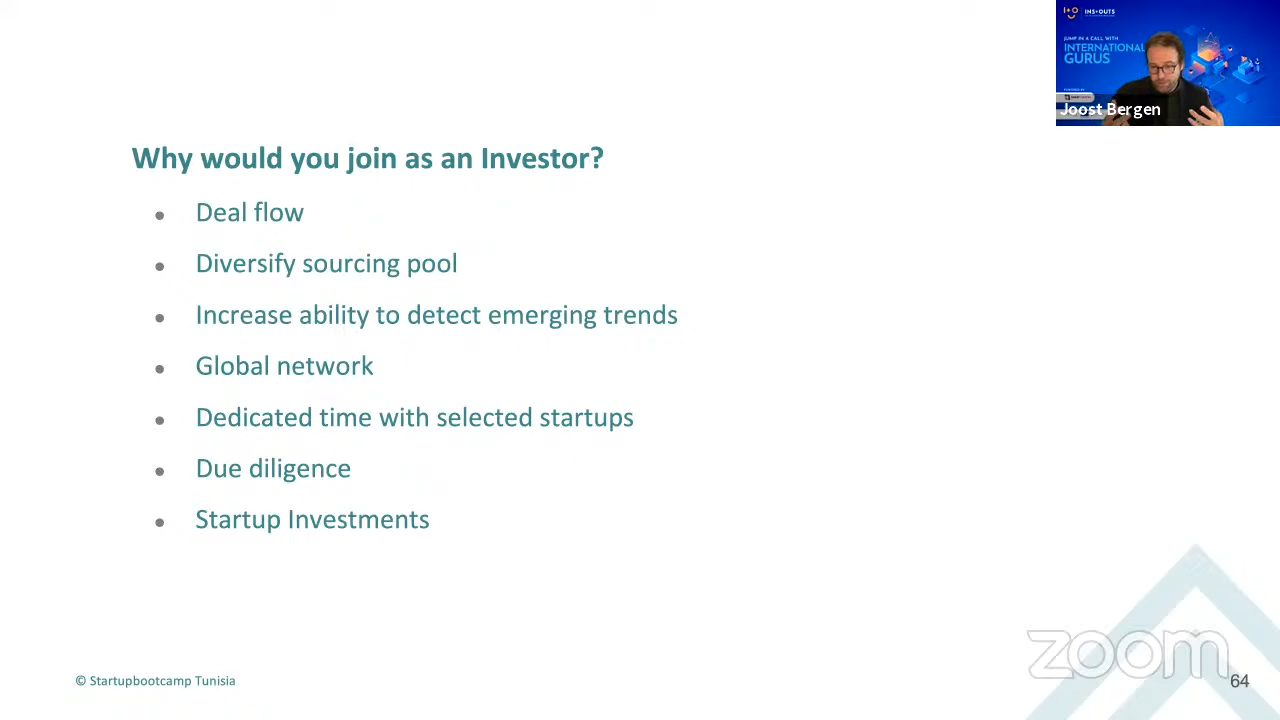 INS+OUTS
JUMP IN A CALL WITH
INTERNATIONAL
GURUS
Joost Bergen
Why would you join as an Investor?
Deal flow
Diversify sourcing pool
Increase ability to detect emerging trends
Global network
Dedicated time with selected startups
Due diligence
Startup Investments
zoom
© Startupbootcamp Tunisia
64